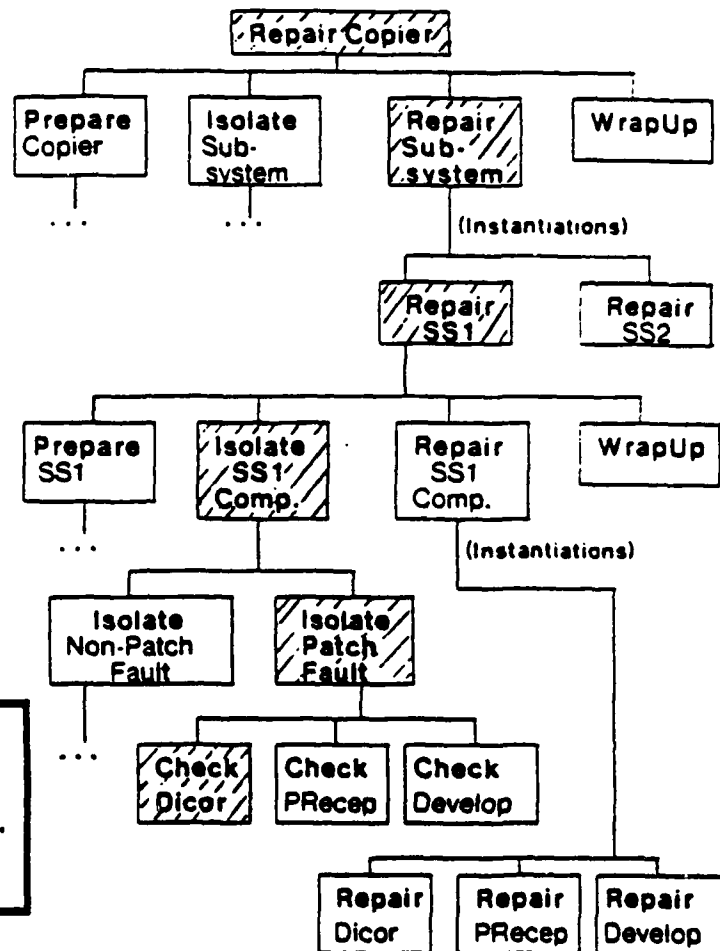 Repair Copier
Prepare
Copier
Isolate
Sub-
system
Repair
Sub-
system
WrapUp
...
...
(Instantiations)
Repair
SS1
Repair
SS2
Prepare
SS1
Isolate
SS1
Comp.
Repair
SS1
Comp.
WrapUp
...
(Instantiations)
Isolate
Non-Patch
Fault
Isolate
Patch
Fault
...
Check
Dicor
Check
PRecep
Check
Develop
Repair
Dicor
Repair
PRecep
Repair
Develop